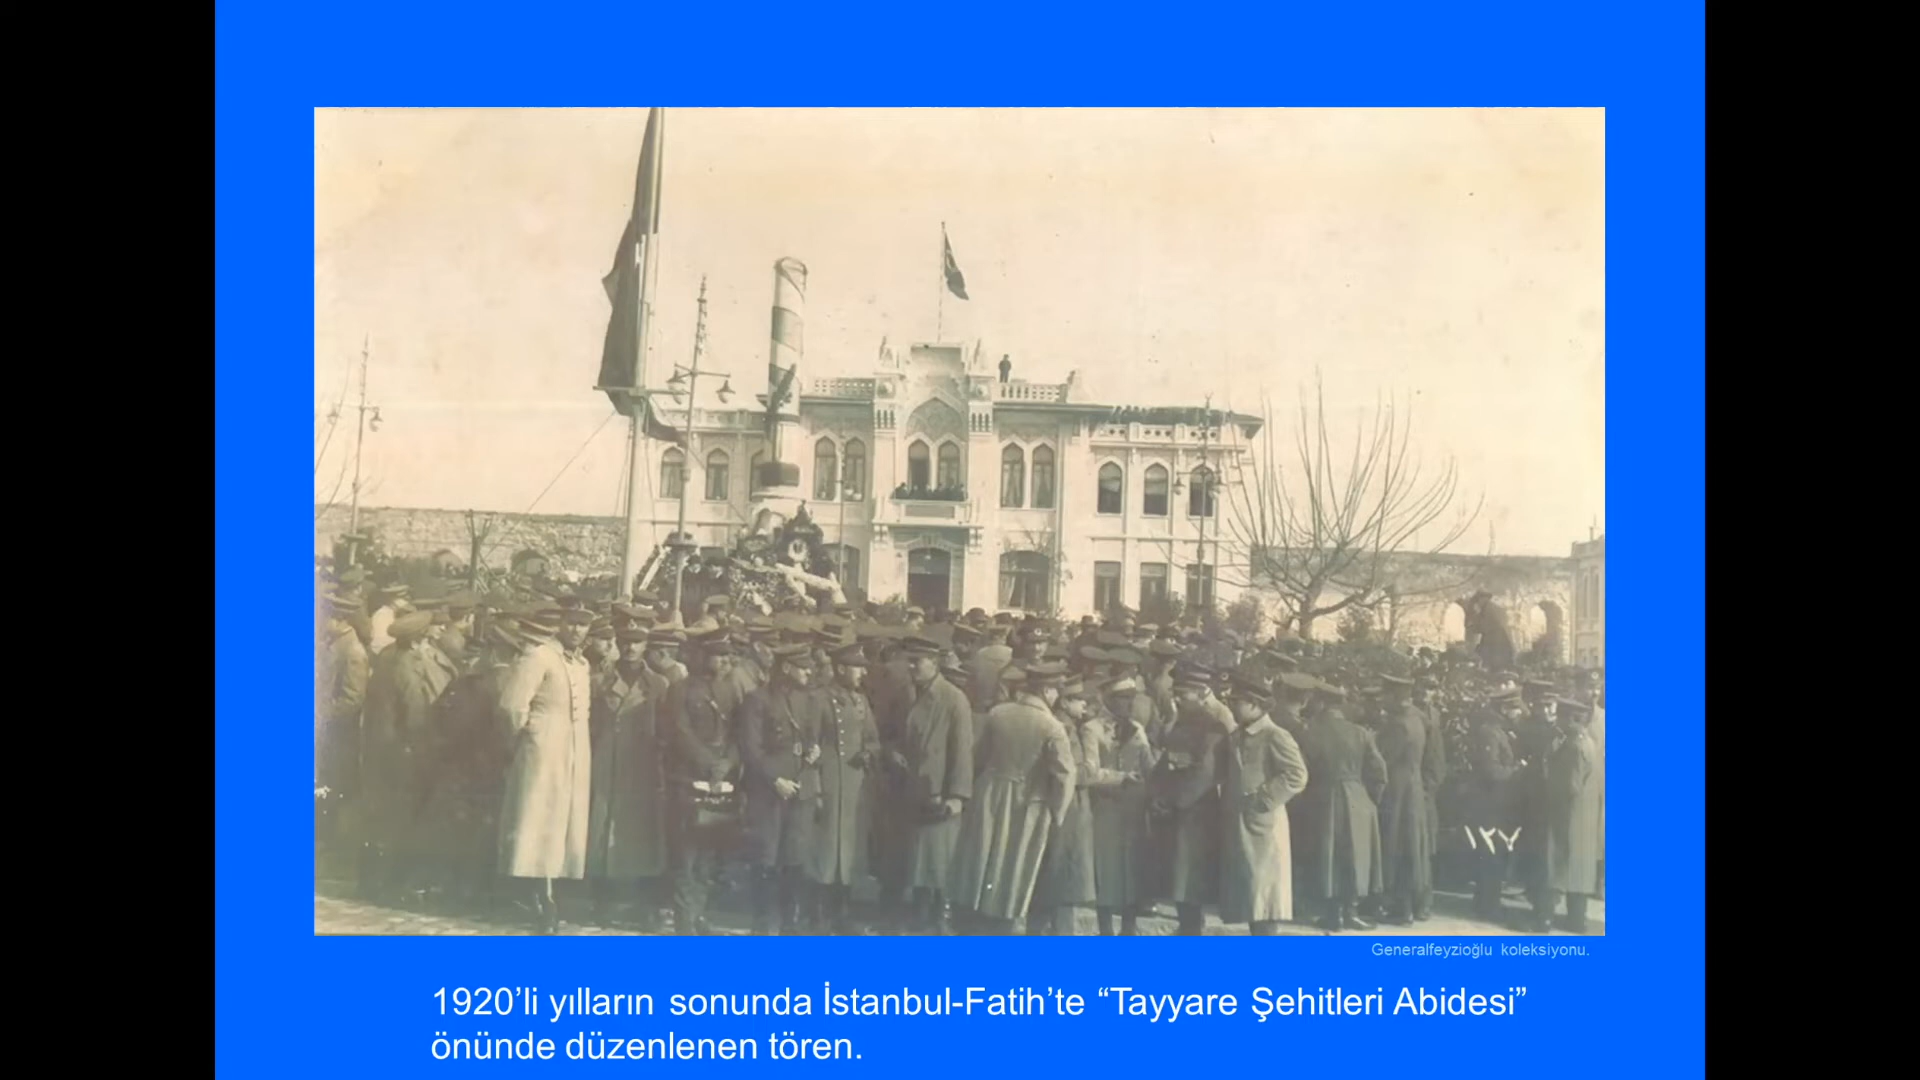 ١٢٧
Generalfeyzioğlu koleksiyonu.
1920’li yılların sonunda İstanbul-Fatih’te “Tayyare Şehitleri Abidesi”
önünde düzenlenen tören.